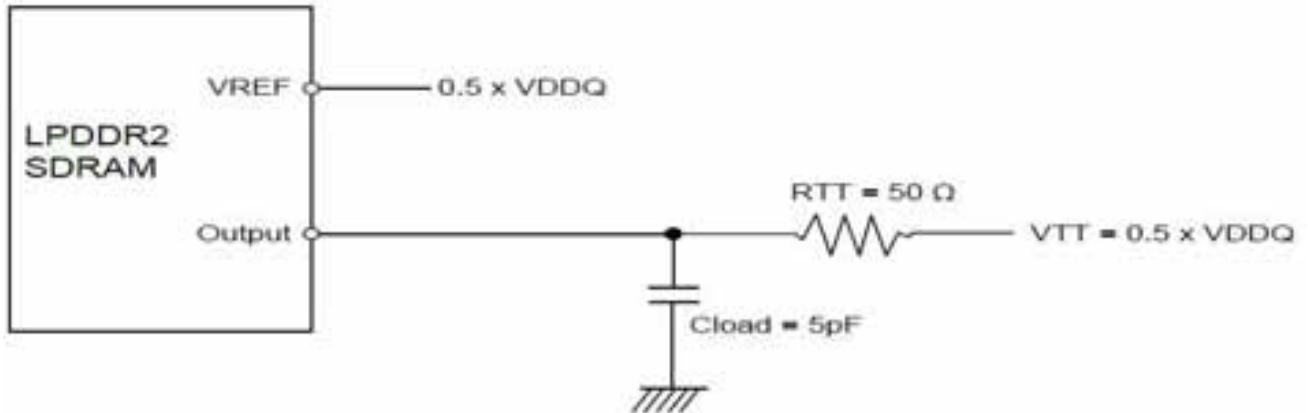 VREF
0.5 x VDDQ
LPDDR2
SDRAM
RTT = 50 Ω
Output
VTT = 0.5 x VDDQ
Cload = 5pF